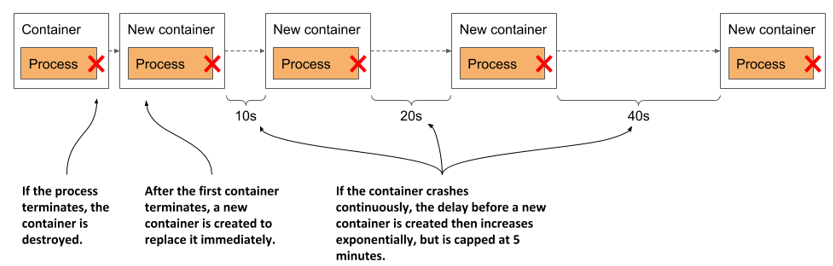 Container
New container
New container
New container
New container
Process
Process
Process
Process
Process
10s
20s
40s
If the process
terminates, the
container is
destroyed.
After the first container
terminates, a new
container is created to
replace it immediately.
If the container crashes
continuously, the delay before a new
container is created then increases
exponentially, but is capped at 5
minutes.